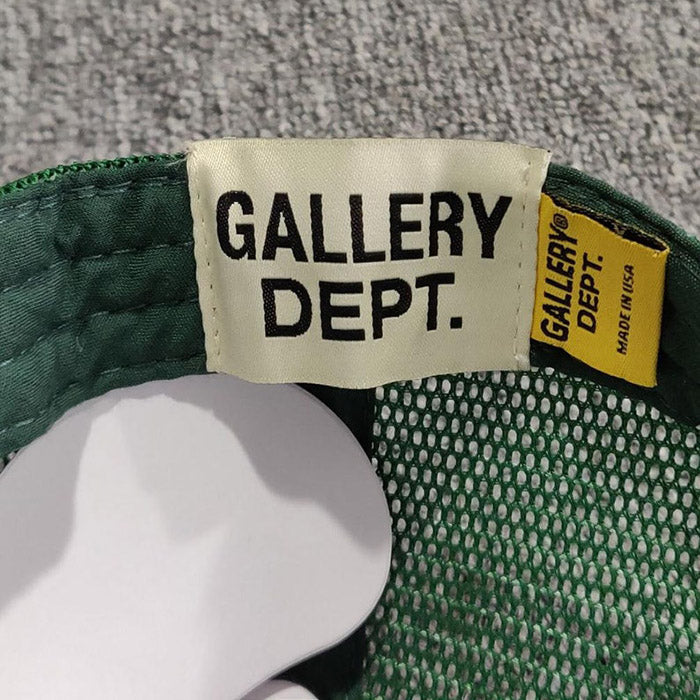 GALLERY
DEPT.
GALLERY®
DEPT.
MADE IN USA